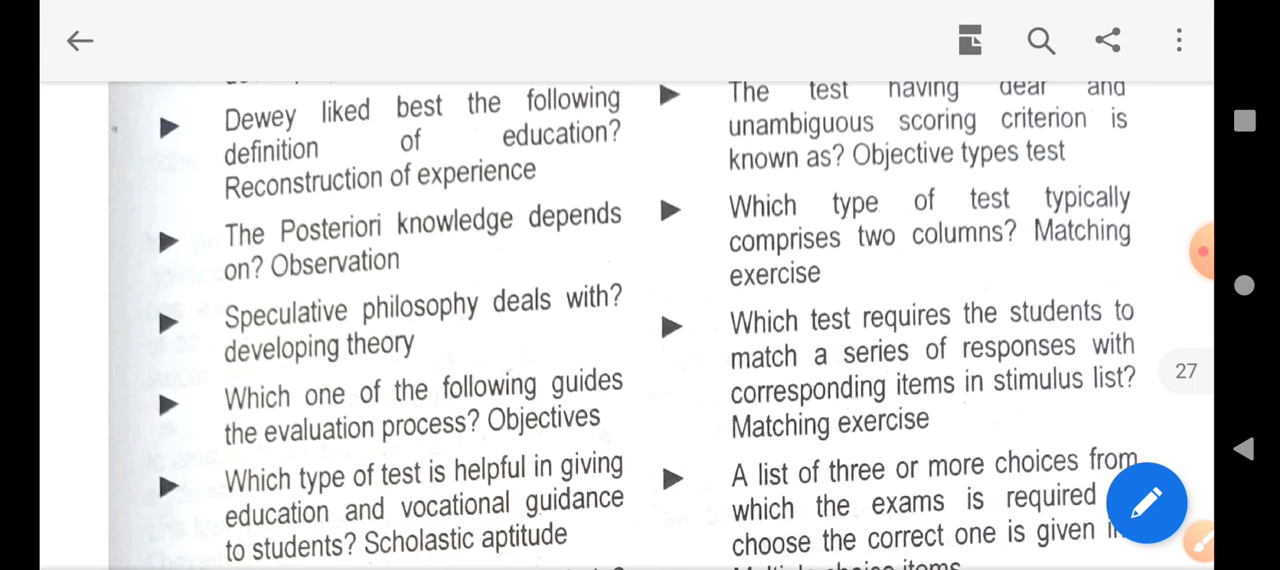 Dewey liked best the following
definition of education?
Reconstruction of experience
The Posteriori knowledge depends
on? Observation
Speculative philosophy deals with?
developing theory
Which one of the following guides
the evaluation process? Objectives
Which type of test is helpful in giving
education and vocational guidance
to students? Scholastic aptitude
The test having dear and
unambiguous scoring criterion is
known as? Objective types test
Which type of test typically
comprises two columns? Matching
exercise
Which test requires the students to
match a series of responses with
corresponding items in stimulus list?
Matching exercise
A list of three or more choices from
which the exams is required
choose the correct one is given
Multiple choice items
27